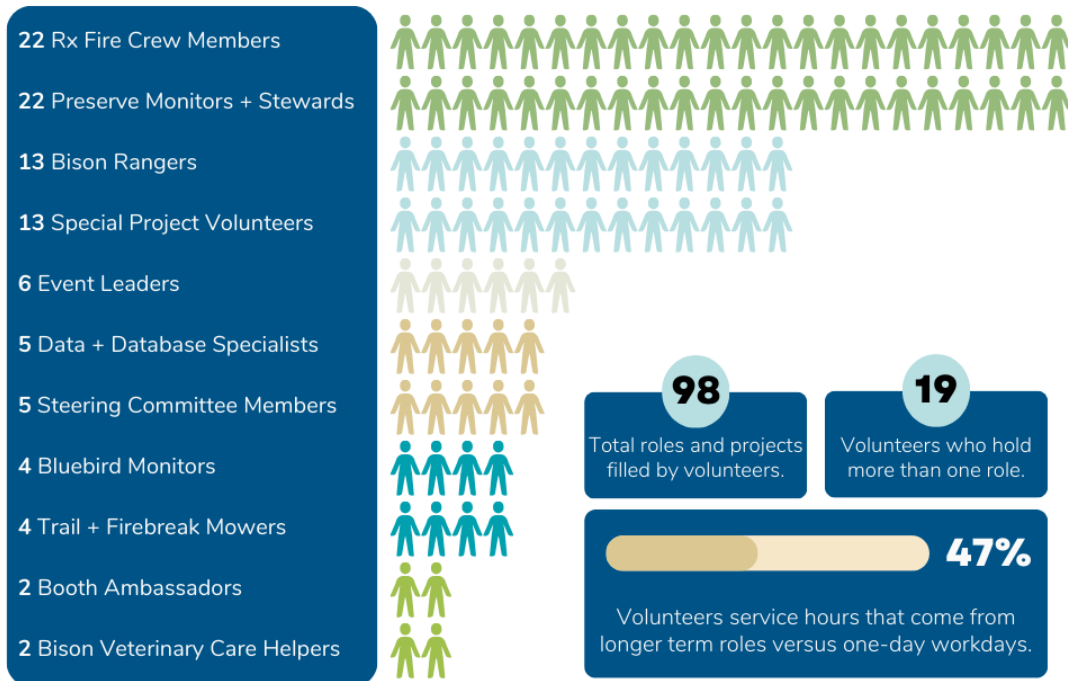 22 Rx Fire Crew Members
22 Preserve Monitors + Stewards
13 Bison Rangers
13 Special Project Volunteers
6 Event Leaders
5 Data + Database Specialists
5 Steering Committee Members
4 Bluebird Monitors
4 Trail + Firebreak Mowers
2 Booth Ambassadors
2 Bison Veterinary Care Helpers
98
Total roles and projects
filled by volunteers.
19
Volunteers who hold
more than one role.
47%
Volunteers service hours that come from
longer term roles versus one-day workdays.